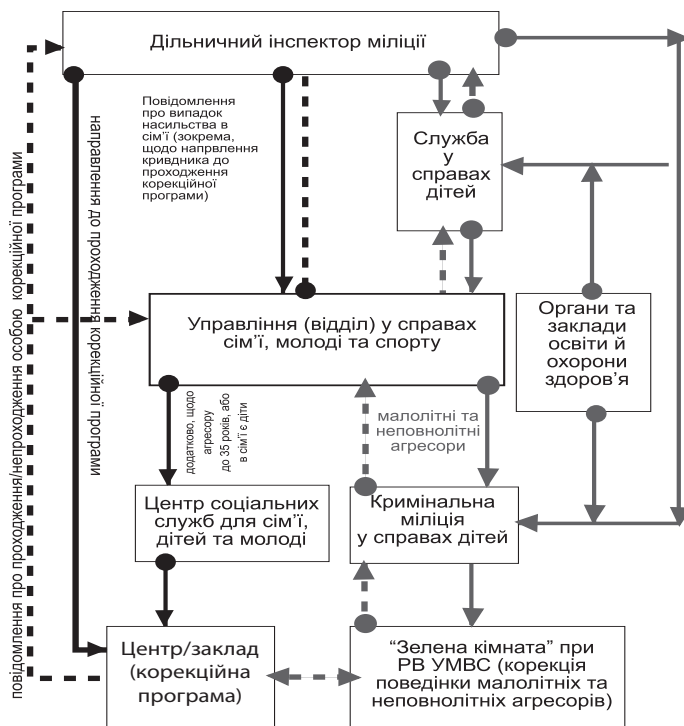 Дільничний інспектор міліції
Повідомлення
про випадок
насильства в
сім’ї (зокрема,
щодо напрвлення
кривдника до
проходження
корекційної
програми)
Служба
у
справах
дітей
направлення до проходження корекційної програми
повідомлення про проходження/непроходження особою корекційної програми
Управління (відділ) у справах
сім’ї, молоді та спорту
Органи та
заклади
освіти й
охорони
здоров’я
додатково, щодо
агресору
до 35 років, або
в сім’ї є діти
малолітні та
неповнолітні
агресори
Центр соціальних
служб для сім’ї,
дітей та молоді
Кримінальна
міліція
у справах дітей
Центр/заклад
(корекційна
програма)
“Зелена кімната” при
РВ УМВС (корекція
поведінки малолітніх та
неповнолітніх агресорів)